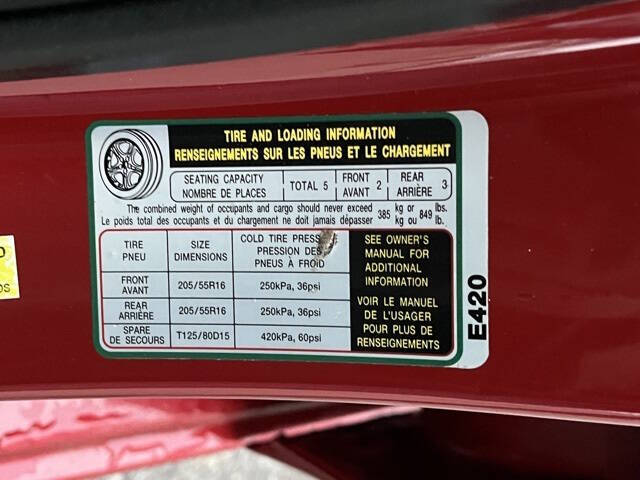 TIRE AND LOADING INFORMATION
RENSEIGNEMENTS SUR LES PNEUS ET LE CHARGEMENT
SEATING CAPACITY
NOMBRE DE PLACES
TOTAL 5
FRONT
AVANT 2
REAR
ARRIÈRE 3
The combined weight of occupants and cargo should never exceed 385 kg or 849 lbs.
Le poids total des occupants et du chargement ne doit jamais dépasser kg ou lb.
TIRE
PNEU
SIZE
DIMENSIONS
COLD TIRE PRESS
PRESSION DES
PNEUS À FROID
FRONT
AVANT
205/55R16
250kPa, 36psi
REAR
ARRIÈRE
205/55R16
250kPa, 36psi
SPARE
DE SECOURS
T125/80D15
420kPa, 60psi
SEE OWNER'S
MANUAL FOR
ADDITIONAL
INFORMATION
VOIR LE MANUEL
DE L'USAGER
POUR PLUS DE
RENSEIGNEMENTS
E420
OS